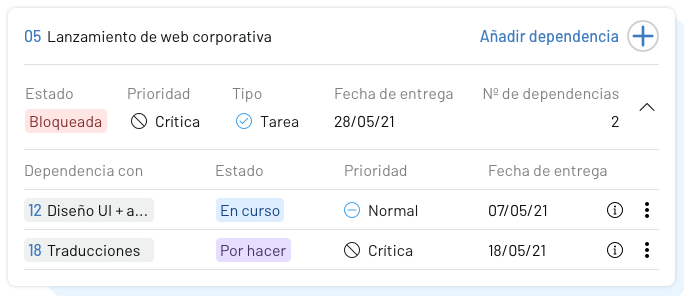 05 Lanzamiento de web corporativa Añadir dependencia
Estado Prioridad Tipo Fecha de entrega Nº de dependencias
Bloqueada Crítica Tarea 28/05/21 2
Dependencia con Estado Prioridad Fecha de entrega
12 Diseño UI + a... En curso Normal 07/05/21
18 Traducciones Por hacer Crítica 18/05/21